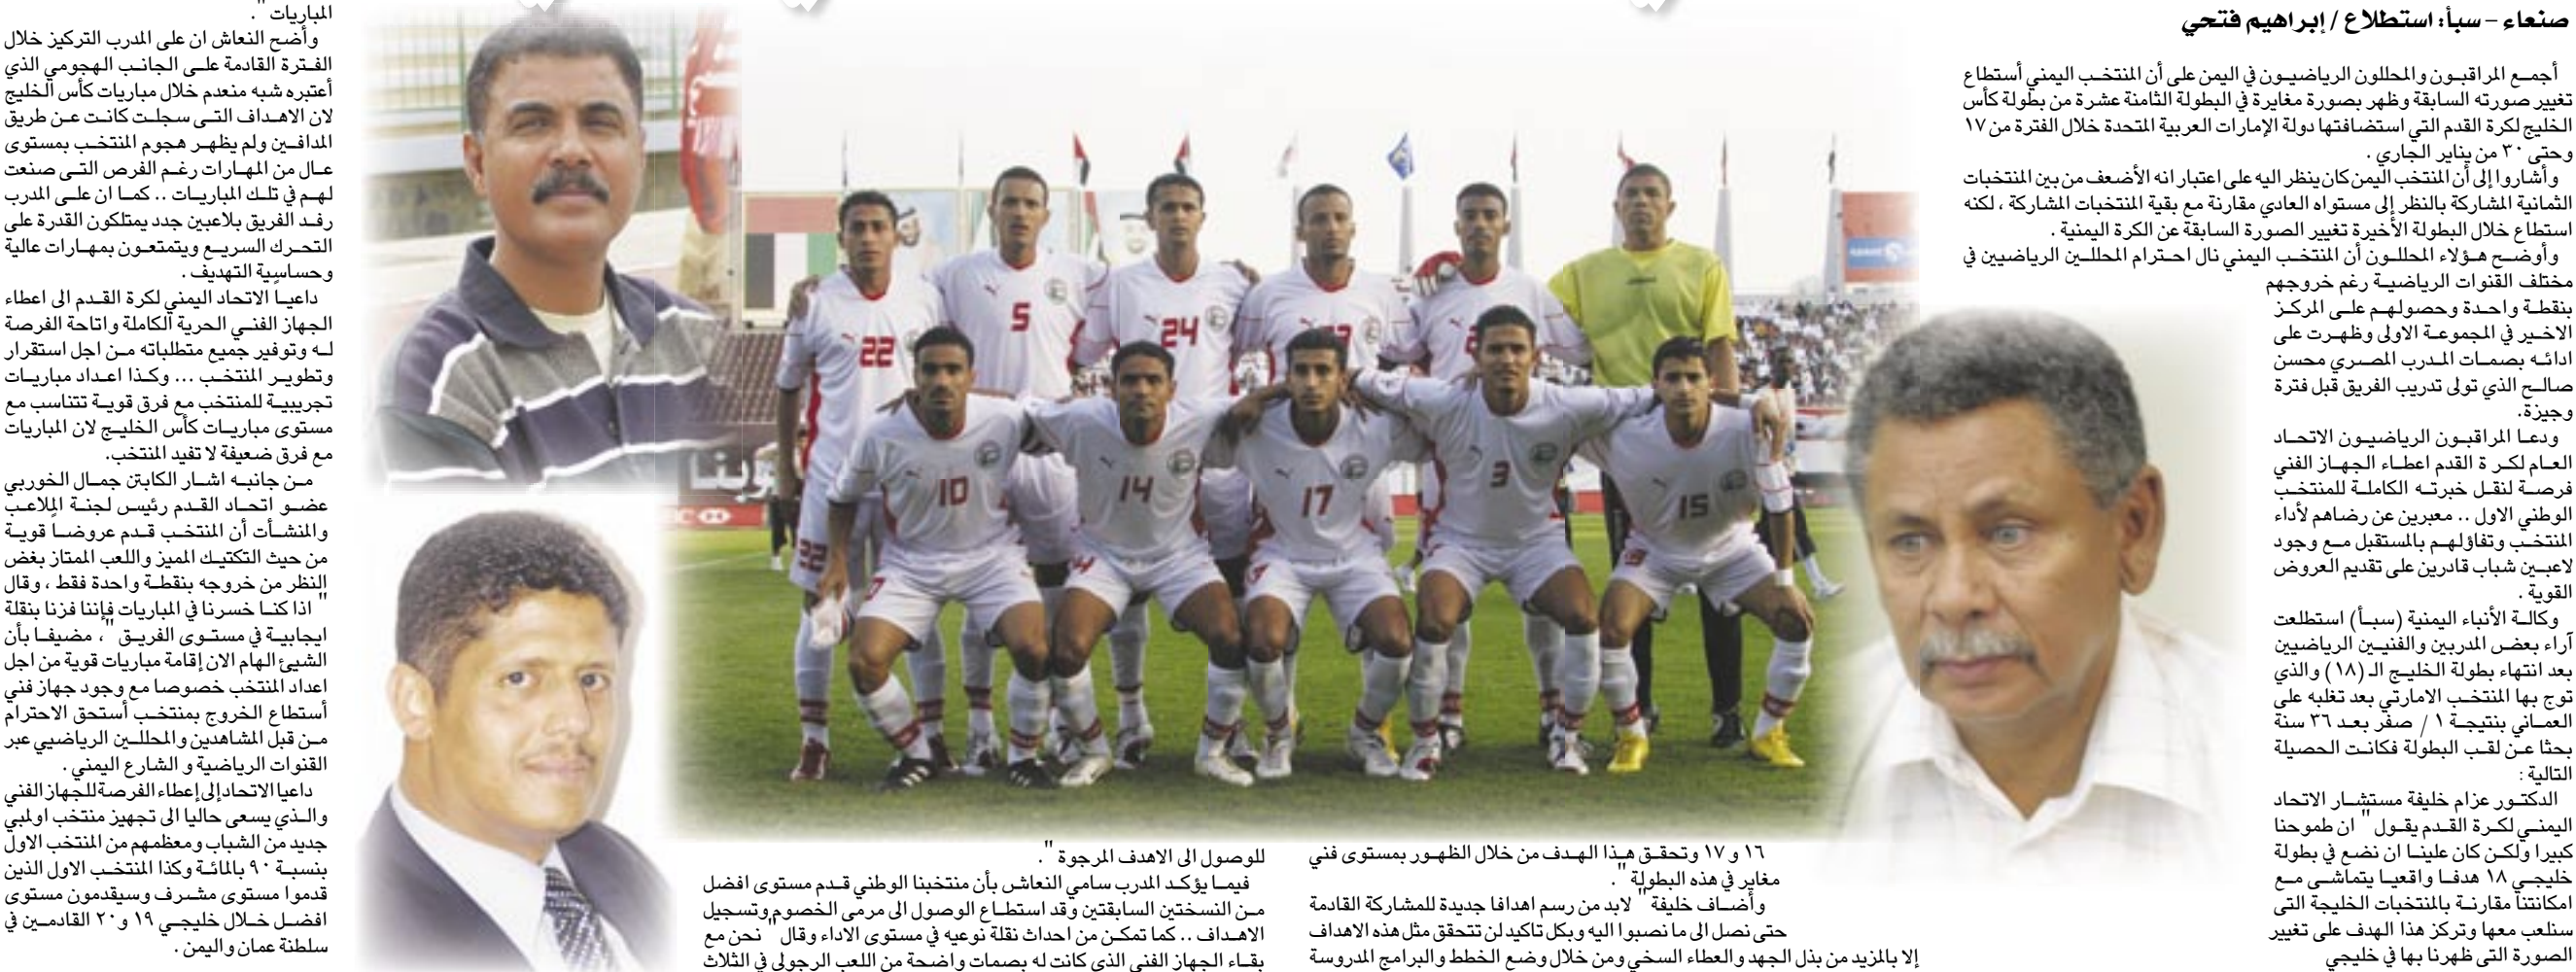 صنعاء - سبأ: استطلاع / إبراهيم فتحي
أجمع المراقبون والمحللون الرياضيون في اليمن على أن المنتخب اليمني أستطاع
تغيير صورته السابقة وظهر بصورة مغايرة في البطولة الثامنة عشرة من بطولة كأس
الخليج لكرة القدم التي استضافتها دولة الإمارات العربية المتحدة خلال الفترة من ١٧
وحتى ٣٠ من يناير الجاري .
وأشاروا إلى أن المنتخب اليمن كان ينظر اليه على اعتبار انه الأضعف من بين المنتخبات
الثمانية المشاركة بالنظر إلى مستواه العادي مقارنة مع بقية المنتخبات المشاركة ، لكنه
استطاع خلال البطولة الأخيرة تغيير الصورة السابقة عن الكرة اليمنية .
وأوضح هؤلاء المحللون أن المنتخب اليمني نال احترام المحللين الرياضيين في
مختلف القنوات الرياضية رغم خروجهم
بنقطة واحدة وحصولهم على المركز
الاخير في المجموعة الاولى وظهرت على
ادائه بصمات المدرب المصري محسن
صالح الذي تولى تدريب الفريق قبل فترة
وجيزة.
ودعا المراقبون الرياضيون الاتحاد
العام لكر ة القدم اعطاء الجهاز الفني
فرصة لنقل خبرته الكاملة للمنتخب
الوطني الاول .. معبرين عن رضاهم لأداء
المنتخب وتفاؤلهم بالمستقبل مع وجود
لاعبين شباب قادرين على تقديم العروض
القوية .
وكالة الأنباء اليمنية (سبأ) استطلعت
آراء بعض المدربين والفنيين الرياضيين
بعد انتهاء بطولة الخليج الـ (١٨) والذي
توج بها المنتخب الامارتي بعد تغلبه على
العماني بنتيجة ١ / صفر بعد ٣٦ سنة
بحثا عن لقب البطولة فكانت الحصيلة
التالية :
الدكتور عزام خليفة مستشار الاتحاد
اليمني لكرة القدم يقول" ان طموحنا
كبيرا ولكن كان علينا ان نضع في بطولة
خليجي ١٨ هدفا واقعيا يتماشى مع
امكانتنا مقارنة بالمنتخبات الخليجة التى
سنلعب معها وتركز هذا الهدف على تغيير
الصورة التى ظهرنا بها في خليجي
١٦ و ١٧ وتحقق هذا الهدف من خلال الظهور بمستوى فني
مغاير في هذه البطولة ".
وأضاف خليفة " لابد من رسم اهدافا جديدة للمشاركة القادمة
حتى نصل الى ما نصبوا اليه وبكل تاكيد لن تتحقق مثل هذه الاهداف
إلا بالمزيد من بذل الجهد والعطاء السخي ومن خلال وضع الخطط والبرامج المدروسة
للوصول الى الاهدف المرجوة ".
فيما يؤكد المدرب سامي النعاش بأن منتخبنا الوطني قدم مستوى افضل
من النسختين السابقتين وقد استطاع الوصول الى مرمى الخصوم وتسجيل
الاهداف .. كما تمكن من احداث نقلة نوعيه في مستوى الاداء وقال" نحن مع
بقاء الجهاز الفني الذي كانت له بصمات واضحة من اللعب الرجولي في الثلاث
المباريات ".
وأضح النعاش ان على المدرب التركيز خلال
الفترة القادمة على الجانب الهجومي الذي
أعتبره شبه منعدم خلال مباريات كأس الخليج
لان الاهداف التى سجلت كانت عن طريق
المدافين ولم يظهر هجوم المنتخب بمستوى
عال من المهارات رغم الفرص التى صنعت
لهم في تلك المباريات .. كما ان على المدرب
رفد الفريق بلاعبين جدد يمتلكون القدرة على
التحرك السريع ويتمتعون بمهارات عالية
وحساسية التهديف .
داعيا الاتحاد اليمني لكرة القدم الى اعطاء
الجهاز الفني الحرية الكاملة واتاحة الفرصة
له وتوفير جميع متطلباته من اجل استقرار
وتطوير المنتخب ... وكذا اعداد مباريات
تجريبية للمنتخب مع فرق قوية تتناسب مع
مستوى مباريات كأس الخليج لان المباريات
مع فرق ضعيفة لا تفيد المنتخب.
من جانبه اشار الكابتن جمال الخوربي
عضو اتحاد القدم رئيس لجنة الملاعب
والمنشأت أن المنتخب قدم عروضا قوية
من حيث التكتيك المميز واللعب الممتاز بغض
النظر من خروجه بنقطة واحدة فقط ، وقال
" اذا كنا خسرنا في المباريات فإننا فزنا بنقلة
ايجابية في مستوى الفريق "، مضيفا بأن
الشيئ الهام الان إقامة مباريات قوية من اجل
اعداد المنتخب خصوصا مع وجود جهاز فني
أستطاع الخروج بمنتخب أستحق الاحترام
من قبل المشاهدين والمحللين الرياضيي عبر
القنوات الرياضية و الشارع اليمني .
داعيا الاتحاد إلى إعطاء الفرصة للجهاز الفني
والذي يسعى حاليا الى تجهيز منتخب اولمبي
جديد من الشباب ومعظمهم من المنتخب الاول
بنسبة ٩٠ بالمائة وكذا المنتخب الاول الذين
قدموا مستوى مشرف وسيقدمون مستوى
افضل خلال خليجي ١٩ و ٢٠ القادمين في
سلطنة عمان واليمن .
22
5
24
10
14
17
3
15
22